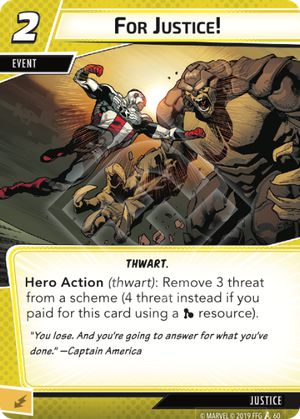 2
FOR JUSTICE!
EVENT
THWART.
Hero Action (thwart): Remove 3 threat
from a scheme (4 threat instead if you
paid for this card using a resource).
"You lose. And you're going to answer for what you've
done." —Captain America
JUSTICE
© MARVEL © 2019 FFG 60